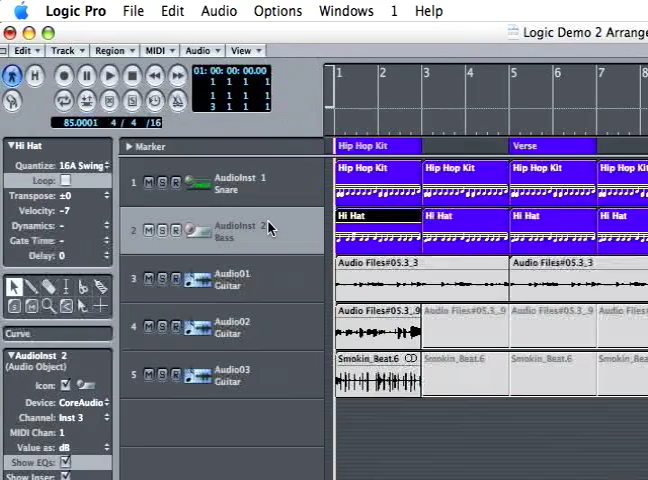 Logic Pro File Edit Audio Options Windows 1 Help
Logic Demo 2 Arrange
Edit Track Region MIDI Audio View
01: 00: 00: 00.00
1 1 1 1
1 1 1 1
3 1 1 1
85.0001 4 / 4 /16
1 2 3 4 5 6 7 8
Marker
Hip Hop Kit Verse
Hi Hat
Quantize: 16A Swing
Loop:
Transpose: ±0
Velocity: -7
Dynamics: -
Gate Time: -
Delay: 0
1 M S R AudioInst 1
Snare
Hip Hop Kit Hip Hop Kit Hip Hop Kit Hip Hop K
2 M S R AudioInst 2
Bass
Hi Hat Hi Hat Hi Hat Hi Hat
3 M S R Audio01
Guitar
Audio Files#05.3_3 Audio Files#05.3_3
4 M S R Audio02
Guitar
Audio Files#05.3_9 Audio Files#05.3_9 Audio Files#05.3_9 Audio File
5 M S R Audio03
Guitar
Smokin_Beat.6 Smokin_Beat.6 Smokin_Beat.6 Smokin_B
Curve
AudioInst 2
(Audio Object)
Icon:
Device: CoreAudio
Channel: Inst 3
MIDI Chan: 1
Value as: dB
Show EQs:
Show Inser